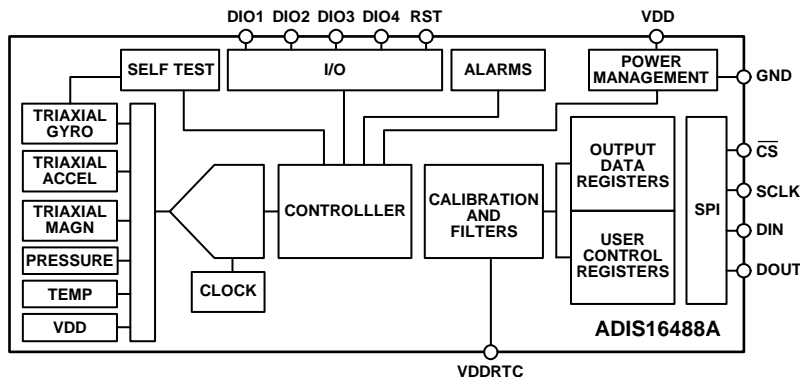 DIO1 DIO2 DIO3 DIO4 RST VDD
SELF TEST
I/O
ALARMS
POWER
MANAGEMENT
GND
TRIAXIAL
GYRO
TRIAXIAL
ACCEL
TRIAXIAL
MAGN
PRESSURE
TEMP
VDD
CLOCK
CONTROLLLER
CALIBRATION
AND
FILTERS
OUTPUT
DATA
REGISTERS
USER
CONTROL
REGISTERS
SPI
CS
SCLK
DIN
DOUT
ADIS16488A
VDDRTC